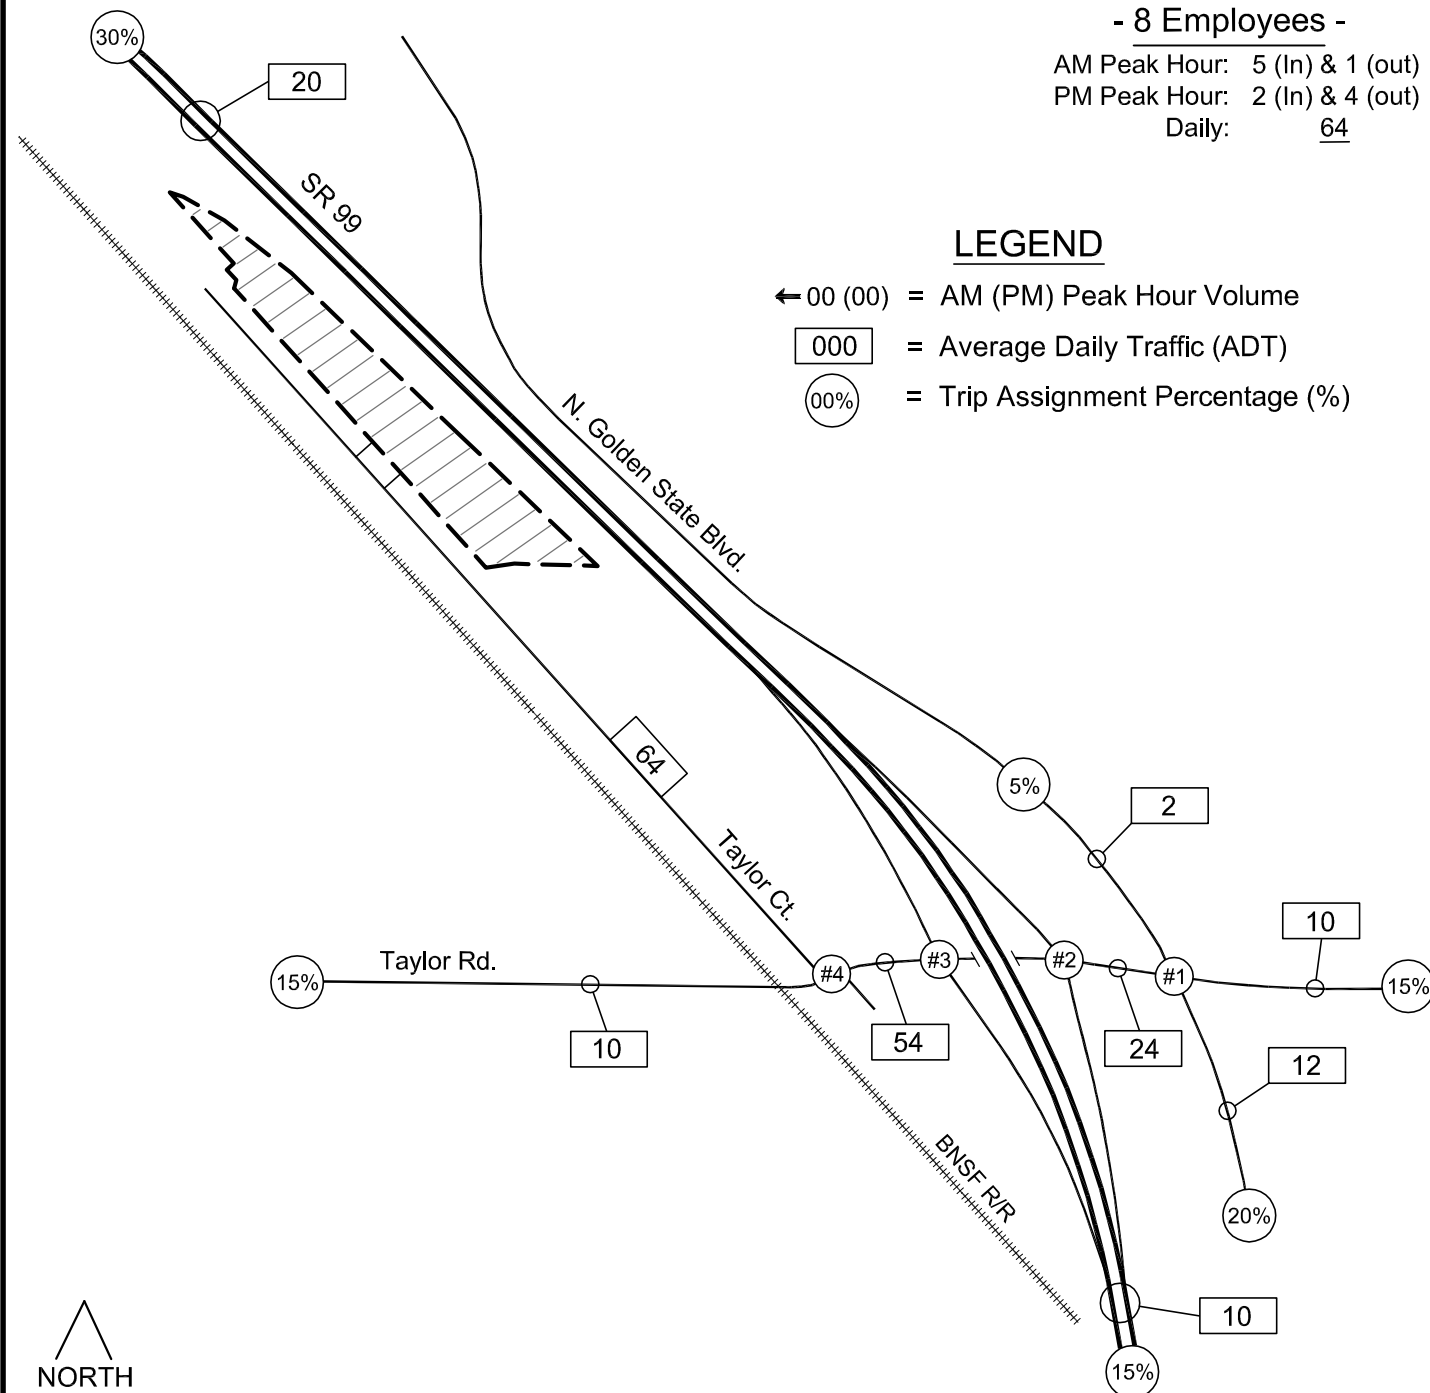 - 8 Employees -
AM Peak Hour: 5 (In) & 1 (out)
PM Peak Hour: 2 (In) & 4 (out)
Daily: 64
30%
20
SR 99
LEGEND
00 (00) = AM (PM) Peak Hour Volume
000 = Average Daily Traffic (ADT)
00% = Trip Assignment Percentage (%)
N. Golden State Blvd.
64
5%
2
Taylor Ct.
10
Taylor Rd.
15%
#4
#3
#2
#1
15%
10
54
24
12
BNSF R/R
20%
10
15%
NORTH